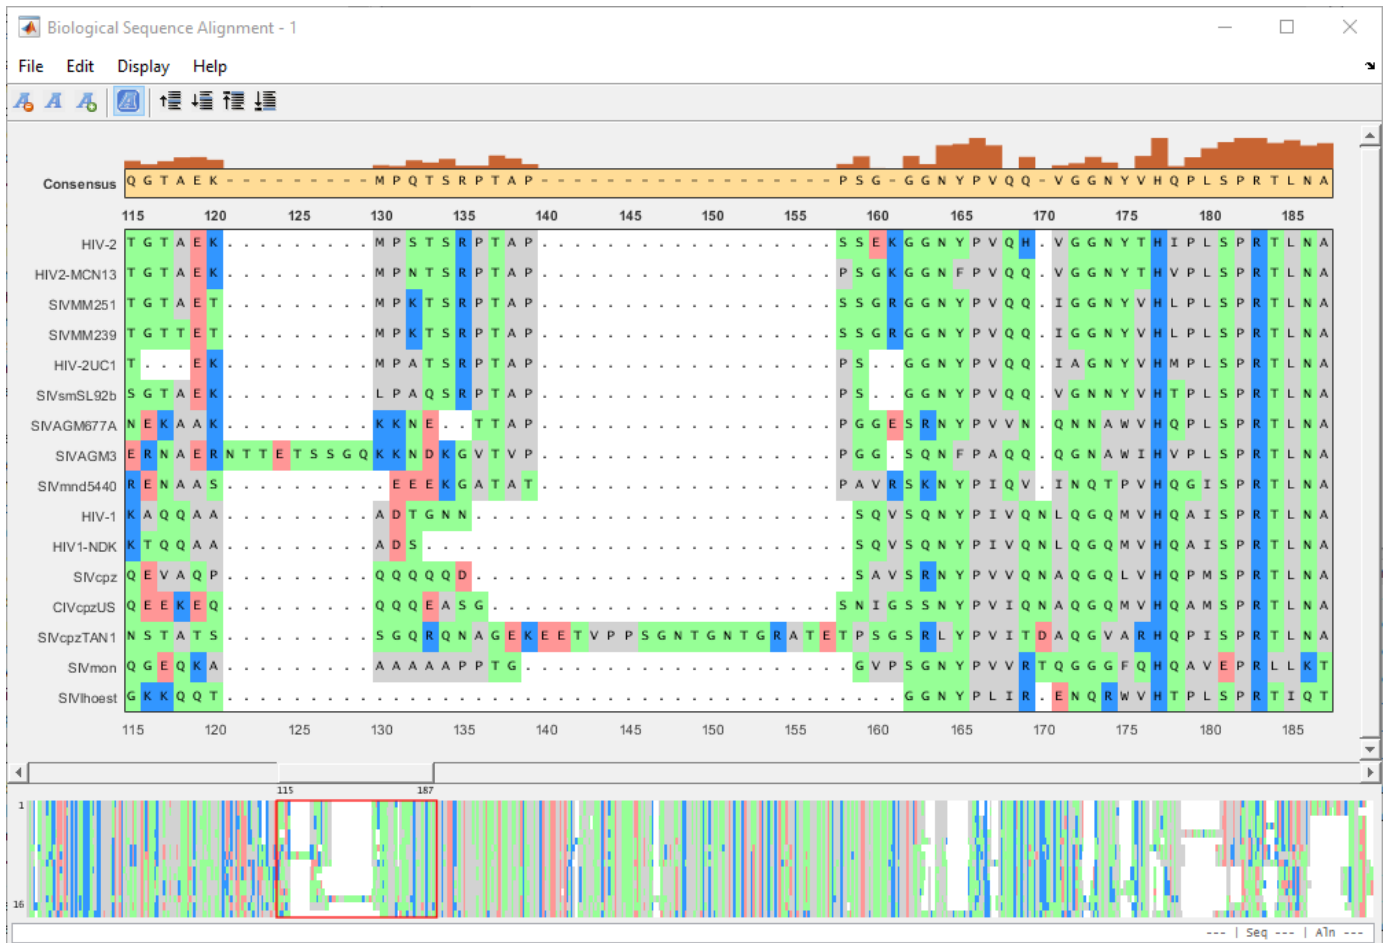 Biological Sequence Alignment - 1
File Edit Display Help
Consensus Q G T A E K - - - - - - - - - M P Q T S R P T A P - - - - - - - - - - - - - - - - - - P S G - G G N Y P V Q Q - V G G N Y V H Q P L S P R T L N A
115 120 125 130 135 140 145 150 155 160 165 170 175 180 185
HIV-2 T G T A E K . . . . . . . . . M P S T S R P T A P . . . . . . . . . . . . . . . . . . S S E K G G N Y P V Q H . V G G N Y T H I P L S P R T L N A
HIV2-MCN13 T G T A E K . . . . . . . . . M P N T S R P T A P . . . . . . . . . . . . . . . . . . P S G K G G N F P V Q Q . V G G N Y T H V P L S P R T L N A
SIVMM251 T G T A E T . . . . . . . . . M P K T S R P T A P . . . . . . . . . . . . . . . . . . S S G R G G N Y P V Q Q . I G G N Y V H L P L S P R T L N A
SIVMM239 T G T T E T . . . . . . . . . M P K T S R P T A P . . . . . . . . . . . . . . . . . . S S G R G G N Y P V Q Q . I G G N Y V H L P L S P R T L N A
HIV-2UC1 T . . . E K . . . . . . . . . M P A T S R P T A P . . . . . . . . . . . . . . . . . . P S . . G G N Y P V Q Q . I A G N Y V H M P L S P R T L N A
SIVsmSL92b S G T A E K . . . . . . . . . L P A Q S R P T A P . . . . . . . . . . . . . . . . . . P S . . G G N Y P V Q Q . V G N N Y V H T P L S P R T L N A
SIVAGM677A N E K A A K . . . . . . . . . K K N E . . T T A P . . . . . . . . . . . . . . . . . . P G G E S R N Y P V V N . Q N N A W V H Q P L S P R T L N A
SIVAGM3 E R N A E R N T T E T S S G Q K K N D K G V T V P . . . . . . . . . . . . . . . . . . P G G . S Q N F P A Q Q . Q G N A W I H V P L S P R T L N A
SIVmnd5440 R E N A A S . . . . . . . . . . E E E K G A T A T . . . . . . . . . . . . . . . . . . P A V R S K N Y P I Q V . I N Q T P V H Q G I S P R T L N A
HIV-1 K A Q Q A A . . . . . . . . . A D T G N N . . . . . . . . . . . . . . . . . . . . . . . S Q V S Q N Y P I V Q N L Q G Q M V H Q A I S P R T L N A
HIV1-NDK K T Q Q A A . . . . . . . . . A D S . . . . . . . . . . . . . . . . . . . . . . . . . . S Q V S Q N Y P I V Q N L Q G Q M V H Q A I S P R T L N A
SIVcpz Q E V A Q P . . . . . . . . . Q Q Q Q Q D . . . . . . . . . . . . . . . . . . . . . . . S A V S R N Y P V V Q N A Q G Q L V H Q P M S P R T L N A
CIVcpzUS Q E E K E Q . . . . . . . . . Q Q Q E A S G . . . . . . . . . . . . . . . . . . . . . S N I G S S N Y P V I Q N A Q G Q M V H Q A M S P R T L N A
SIVcpzTAN1 N S T A T S . . . . . . . . . S G Q R Q N A G E K E E T V P P S G N T G N T G R A T E T P S G S R L Y P V I T D A Q G V A R H Q P I S P R T L N A
SIVmon Q G E Q K A . . . . . . . . . A A A A A P P T G . . . . . . . . . . . . . . . . . . . . G V P S G N Y P V V R T Q G G G F Q H Q A V E P R L L K T
SIVlhoest G K K Q Q T . . . . . . . . . . . . . . . . . . . . . . . . . . . . . . . . . . . . . . . . . G G N Y P L I R . E N Q R W V H T P L S P R T I Q T
115 120 125 130 135 140 145 150 155 160 165 170 175 180 185
115 187
1
16
--- | Seq --- | Aln ---